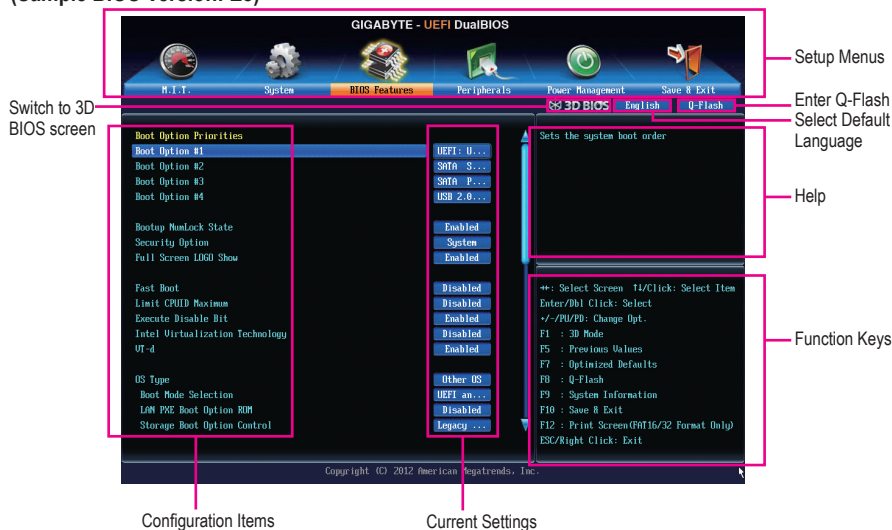 GIGABYTE - UEFI DualBIOS
Setup Menus
M.I.T. System BIOS Features Peripherals Power Management Save & Exit
Switch to 3D
BIOS screen
3D BIOS English Q-Flash
Enter Q-Flash
Select Default
Language
Boot Option Priorities
Boot Option #1 UEFI: U...
Boot Option #2 SATA S...
Boot Option #3 SATA P...
Boot Option #4 USB 2.0...
Bootup NumLock State Enabled
Security Option System
Full Screen LOGO Show Enabled
Fast Boot Disabled
Limit CPUID Maximum Disabled
Execute Disable Bit Enabled
Intel Virtualization Technology Disabled
VT-d Enabled
OS Type Other OS
Boot Mode Selection UEFI an...
LAN PXE Boot Option ROM Disabled
Storage Boot Option Control Legacy ...
Sets the system boot order
Help
→←: Select Screen ↑↓/Click: Select Item
Enter/Dbl Click: Select
+/-/PU/PD: Change Opt.
F1 : 3D Mode
F5 : Previous Values
F7 : Optimized Defaults
F8 : Q-Flash
F9 : System Information
F10 : Save & Exit
F12 : Print Screen(FAT16/32 Format Only)
ESC/Right Click: Exit
Function Keys
Copyright (C) 2012 American Megatrends, Inc.
Configuration Items
Current Settings